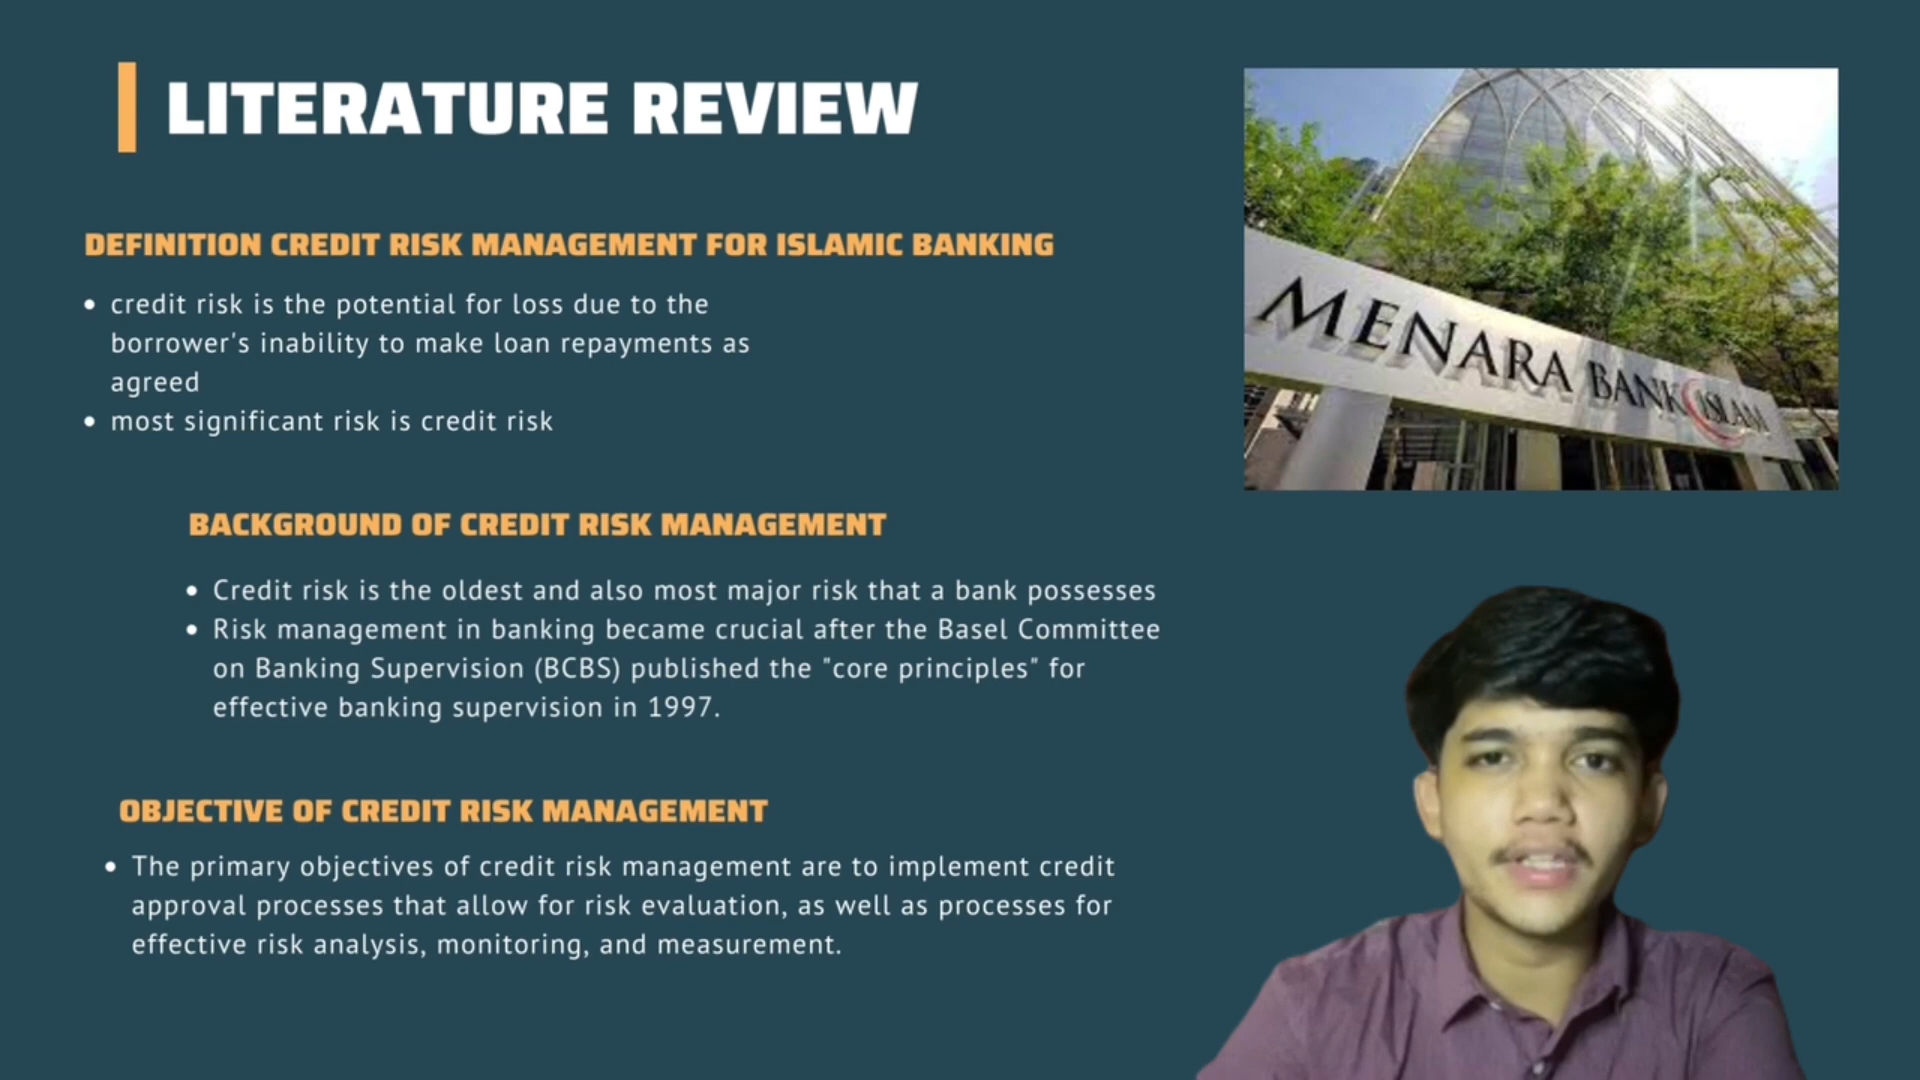 LITERATURE REVIEW
DEFINITION CREDIT RISK MANAGEMENT FOR ISLAMIC BANKING
• credit risk is the potential for loss due to the
borrower's inability to make loan repayments as
agreed
• most significant risk is credit risk
BACKGROUND OF CREDIT RISK MANAGEMENT
• Credit risk is the oldest and also most major risk that a bank possesses
• Risk management in banking became crucial after the Basel Committee
on Banking Supervision (BCBS) published the "core principles" for
effective banking supervision in 1997.
OBJECTIVE OF CREDIT RISK MANAGEMENT
• The primary objectives of credit risk management are to implement credit
approval processes that allow for risk evaluation, as well as processes for
effective risk analysis, monitoring, and measurement.
MENARA BANK ISLAM